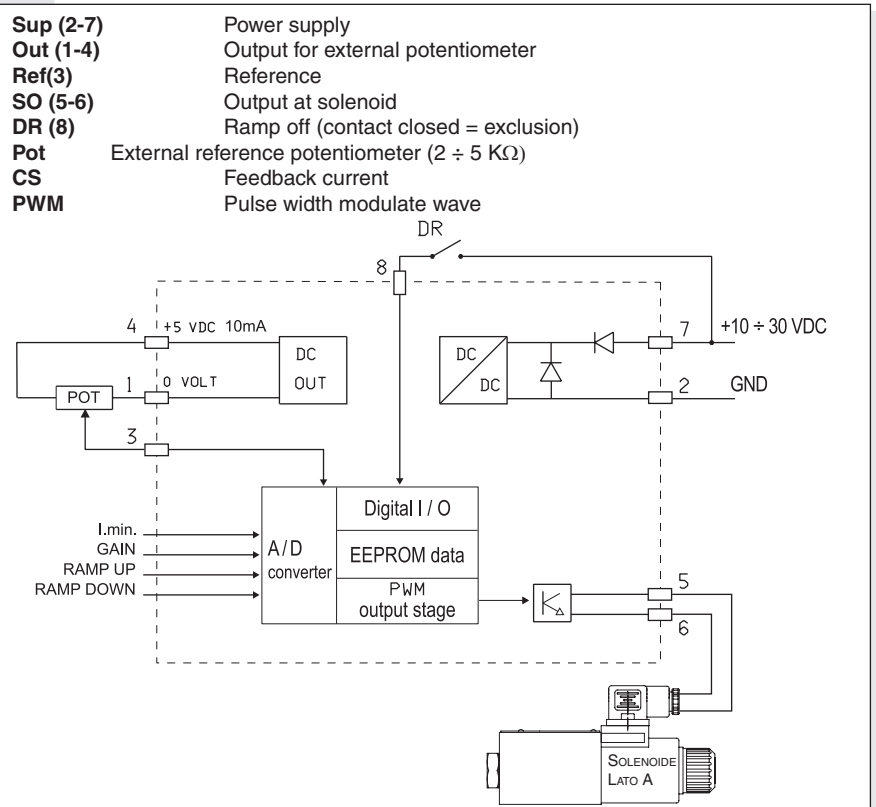 Sup (2-7) Power supply
Out (1-4) Output for external potentiometer
Ref(3) Reference
SO (5-6) Output at solenoid
DR (8) Ramp off (contact closed = exclusion)
Pot External reference potentiometer (2 ÷ 5 KΩ)
CS Feedback current
PWM Pulse width modulate wave
DR
8
4 +5 VDC 10mA
7 +10 ÷ 30 VDC
DC
OUT
DC
DC
1 0 VOLT
2 GND
POT
3
Digital I / O
I.min.
GAIN
RAMP UP
RAMP DOWN
A/D
converter
EEPROM data
PWM
output stage
5
6
SOLENOIDE
LATO A